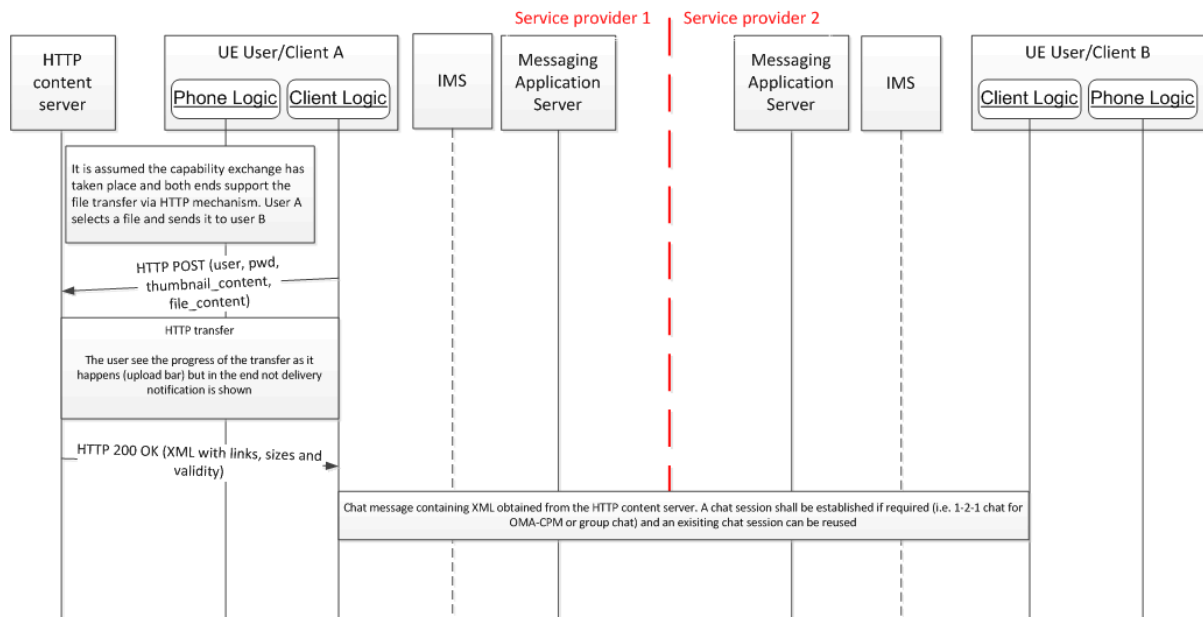 Service provider 1
Service provider 2
HTTP
content
server
UE User/Client A
Phone Logic
Client Logic
IMS
Messaging
Application
Server
Messaging
Application
Server
IMS
UE User/Client B
Client Logic
Phone Logic
It is assumed the capability exchange has
taken place and both ends support the
file transfer via HTTP mechanism. User A
selects a file and sends it to user B
HTTP POST (user, pwd,
thumbnail_content,
file_content)
HTTP transfer
The user see the progress of the transfer as it
happens (upload bar) but in the end not delivery
notification is shown
HTTP 200 OK (XML with links, sizes and
validity)
Chat message containing XML obtained from the HTTP content server. A chat session shall be established if required (i.e. 1-2-1 chat for
OMA-CPM or group chat) and an exisiting chat session can be reused